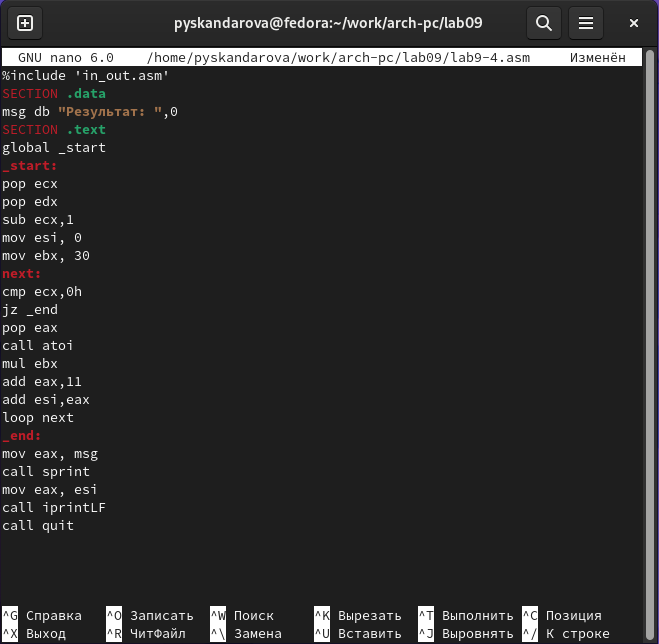 pyskandarova@fedora:~/work/arch-pc/lab09
GNU nano 6.0 /home/pyskandarova/work/arch-pc/lab09/lab9-4.asm Изменён
%include 'in_out.asm'
SECTION .data
msg db "Результат: ",0
SECTION .text
global _start
_start:
pop ecx
pop edx
sub ecx,1
mov esi, 0
mov ebx, 30
next:
cmp ecx,0h
jz _end
pop eax
call atoi
mul ebx
add eax,11
add esi,eax
loop next
_end:
mov eax, msg
call sprint
mov eax, esi
call iprintLF
call quit
^G Справка ^O Записать ^W Поиск ^K Вырезать ^T Выполнить ^C Позиция
^X Выход ^R ЧитФайл ^\ Замена ^U Вставить ^J Выровнять ^/ К строке